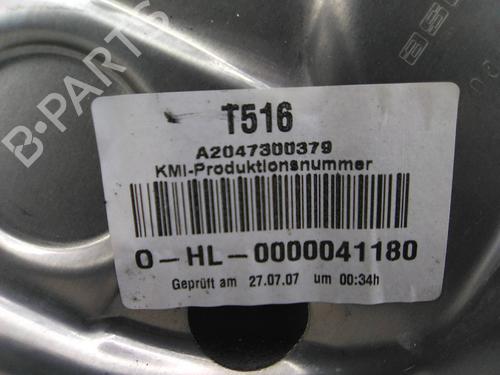 B-PARTS
T516
A2047300379
KMI-Produktionsnummer
O-HL-0000041180
Geprüft am 27.07.07 um 00:34h